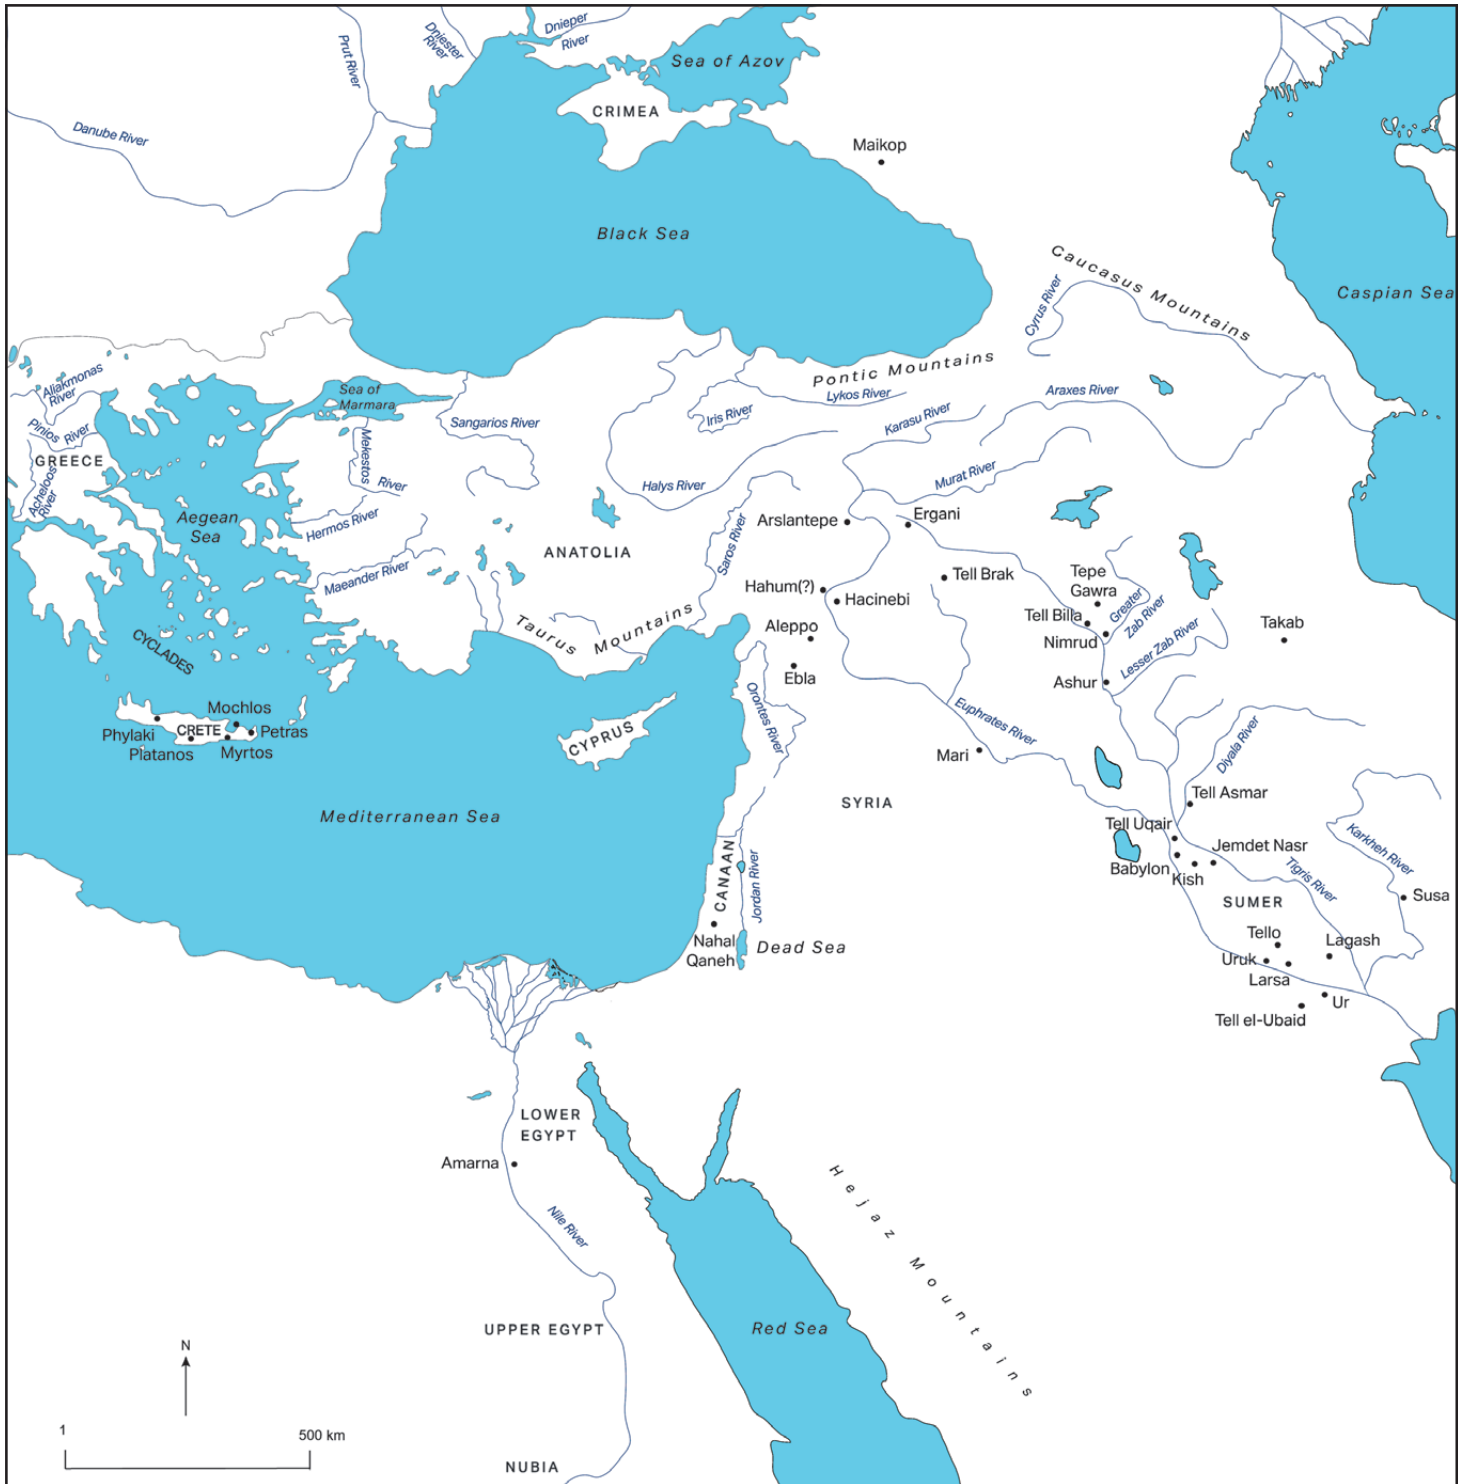 Prut River
Dniester
River
Dnieper
River
Sea of Azov
CRIMEA
Danube River
Maikop
Black Sea
Caucasus Mountains
Cyrus River
Caspian Sea
Pontic Mountains
Aliakmonas
River
Sea of
Marmara
Lykos River
Araxes River
Iris River
Karasu River
Pinios River
Sangarios River
GREECE
Mekestos
River
Acheloos
River
Halys River
Murat River
Aegean
Sea
Hermos River
Arslantepe
Ergani
ANATOLIA
Saros River
Maeander River
Tell Brak
Tepe
Gawra
Hahum(?)
Hacinebi
Greater
Zab River
Tell Billa
Taurus Mountains
Aleppo
Nimrud
Lesser Zab River
Takab
CYCLADES
Ebla
Ashur
Orontes River
Mochlos
Phylaki
CRETE
Petras
Platanos
Myrtos
CYPRUS
Euphrates River
Mari
Diyala River
Tell Asmar
SYRIA
Mediterranean Sea
Tell Uqair
Jemdet Nasr
Karkheh River
Babylon
Kish
Tigris River
CANAAN
Jordan River
Susa
SUMER
Nahal
Qaneh
Dead Sea
Tello
Lagash
Uruk
Larsa
Ur
Tell el-Ubaid
LOWER
EGYPT
Amarna
Nile River
Hejaz Mountains
UPPER EGYPT
Red Sea
N
1
500 km
NUBIA